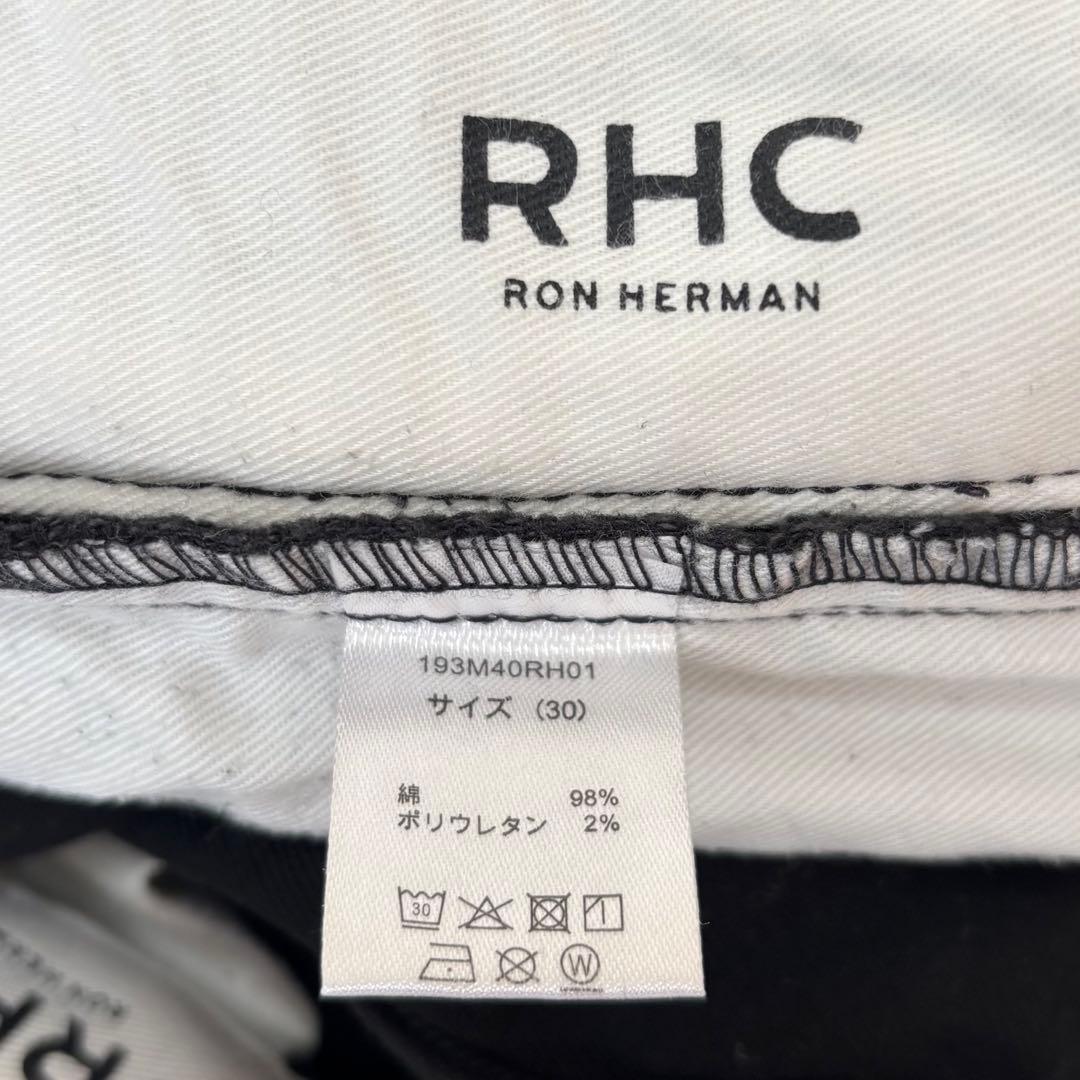 RHC
RON HERMAN
193M40RH01
サイズ (30)
綿 98%
ポリウレタン 2%
30
W